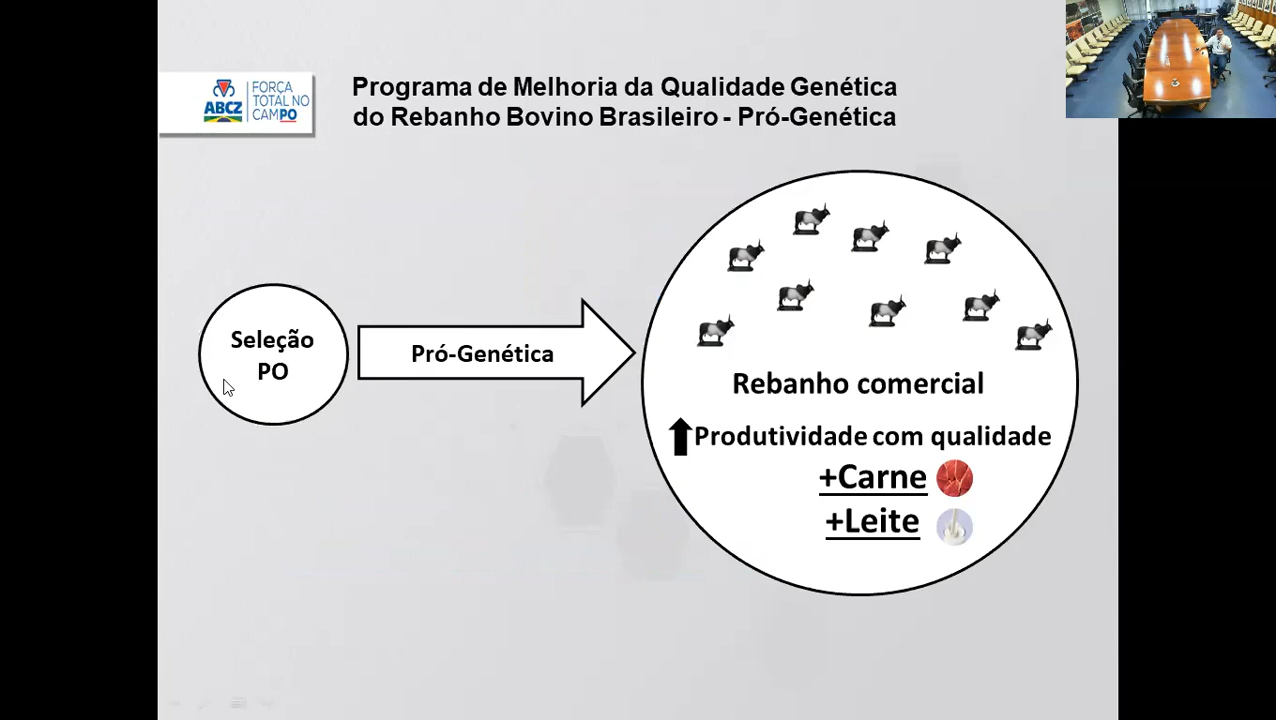 ABCZ
FORÇA
TOTAL NO
CAMPO
Programa de Melhoria da Qualidade Genética
do Rebanho Bovino Brasileiro - Pró-Genética
Seleção
PO
Pró-Genética
Rebanho comercial
Produtividade com qualidade
+Carne
+Leite